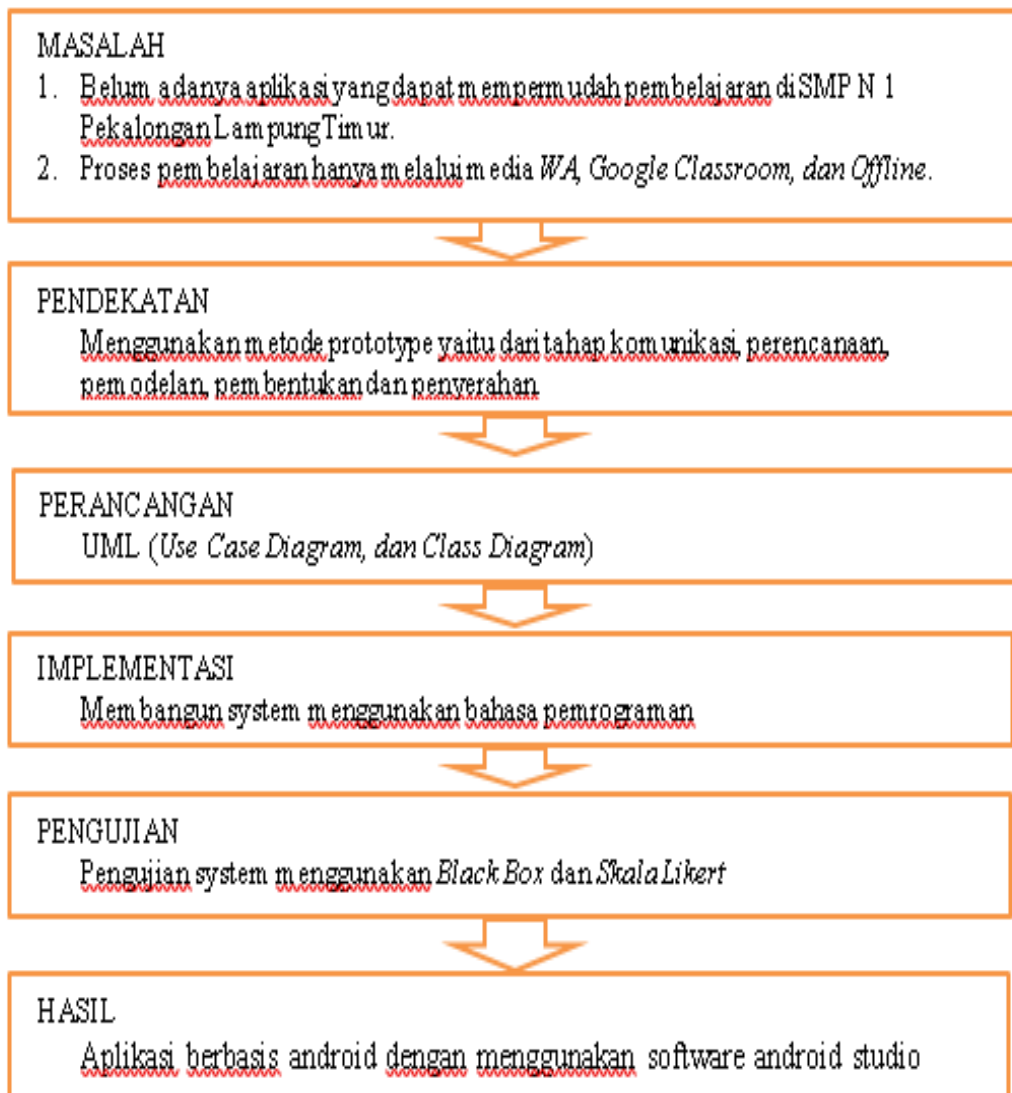 MASALAH
1. Belum adanya aplikasi yang dapat mempermudah pembelajaran di SMP N 1
Pekalongan Lampung Timur.
2. Proses pembelajaran hanya melalui media WA, Google Classroom, dan Offline.
PENDEKATAN
Menggunakan metode prototype yaitu dari tahap komunikasi, perencanaan,
pemodelan, pembentukan dan penyerahan
PERANCANGAN
UML (Use Case Diagram, dan Class Diagram)
IMPLEMENTASI
Membangun system menggunakan bahasa pemrograman
PENGUJIAN
Pengujian system menggunakan Black Box dan Skala Likert
HASIL
Aplikasi berbasis android dengan menggunakan software android studio